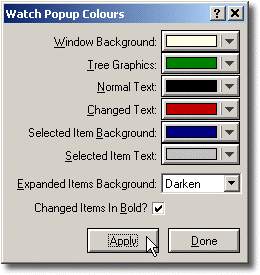 Watch Popup Colours
Window Background:
Tree Graphics:
Normal Text:
Changed Text:
Selected Item Background:
Selected Item Text:
Expanded Items Background: Darken
Changed Items In Bold?
Apply Done